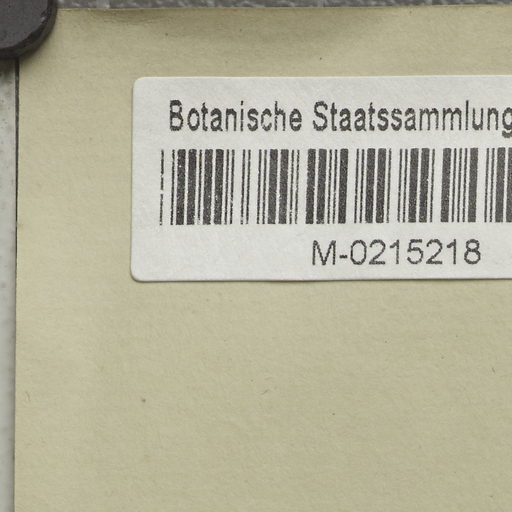 Botanische Staatssammlung
M-0215218